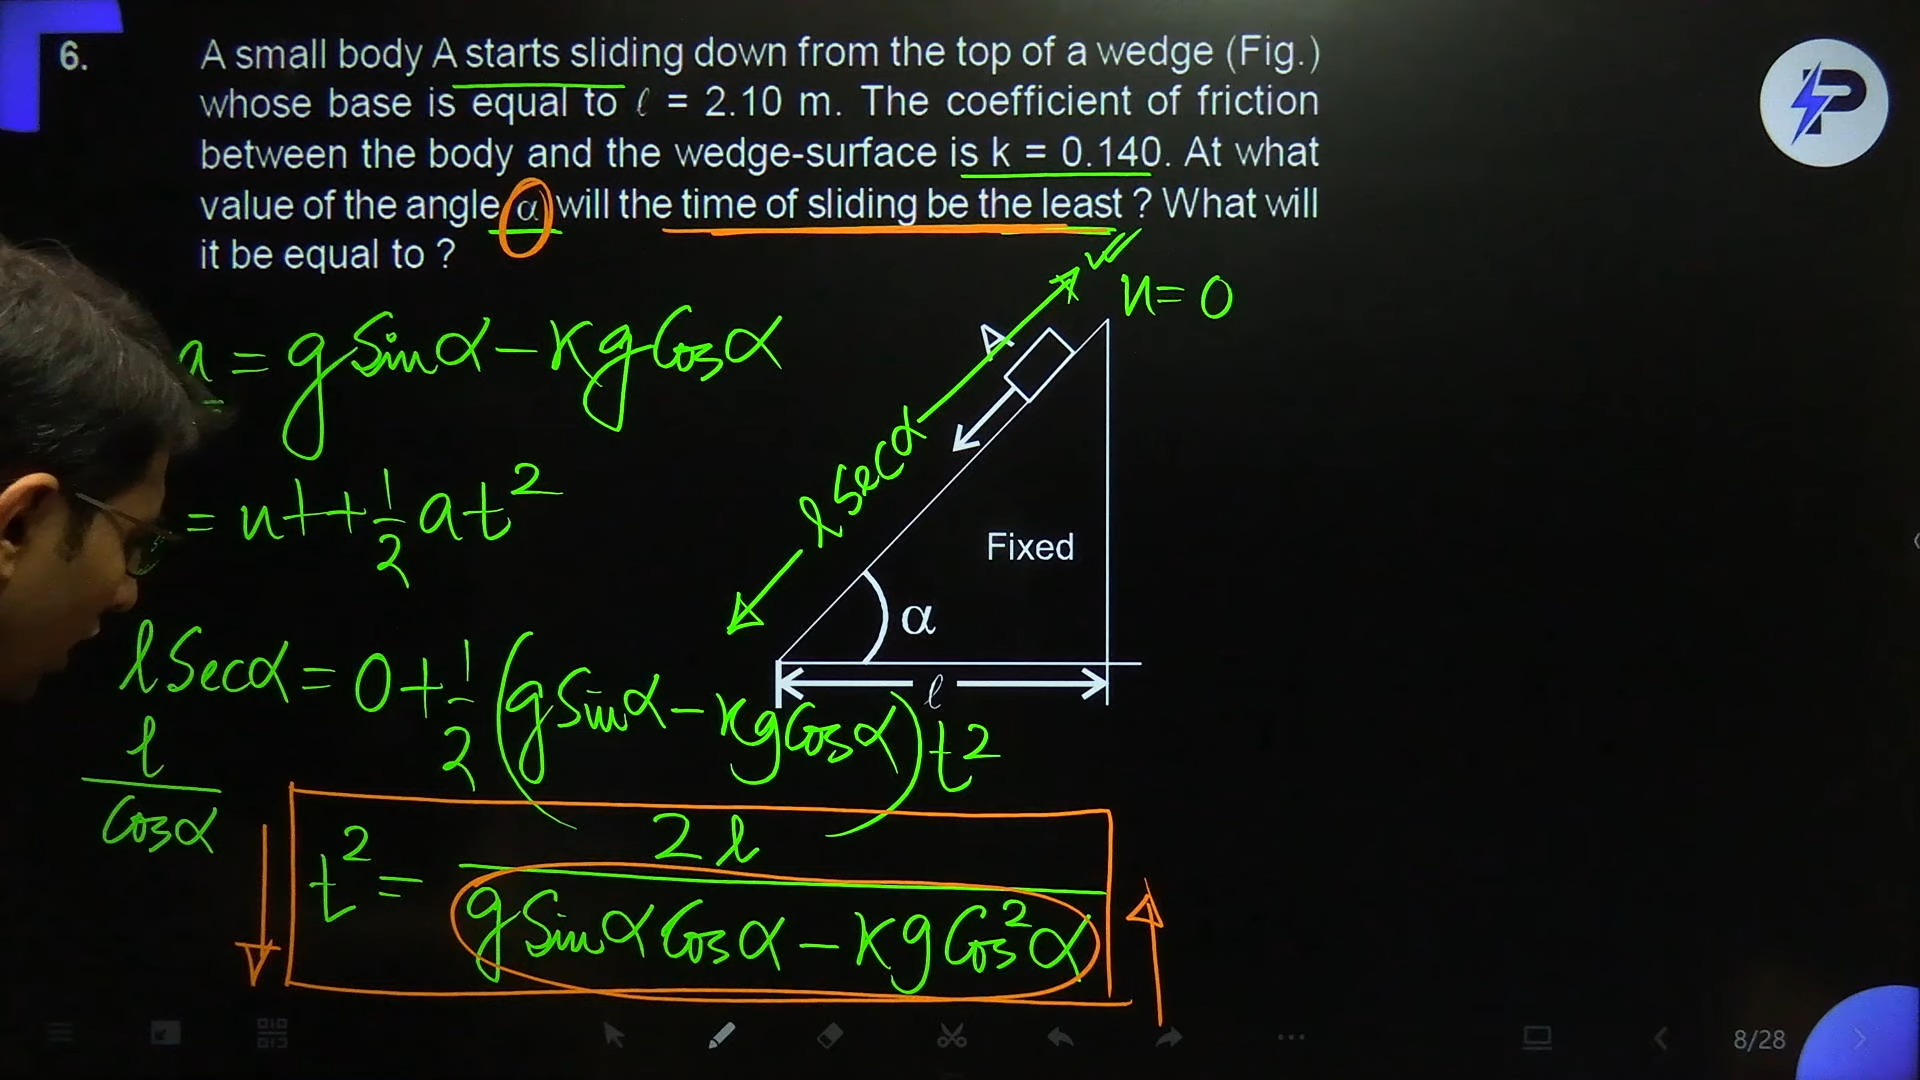 6.
A small body A starts sliding down from the top of a wedge (Fig.)
whose base is equal to ℓ = 2.10 m. The coefficient of friction
between the body and the wedge-surface is k = 0.140. At what
value of the angle α will the time of sliding be the least ? What will
it be equal to ?
u = 0
a = g Sinα - Kg Cosα
A
= ut + 1/2 at²
ℓ Secα
Fixed
α
ℓ Secα = 0 + 1/2 (g Sinα - Kg Cosα) t²
ℓ
ℓ/Cosα
t² = 2ℓ / (g Sinα Cosα - Kg Cos²α)
8/28